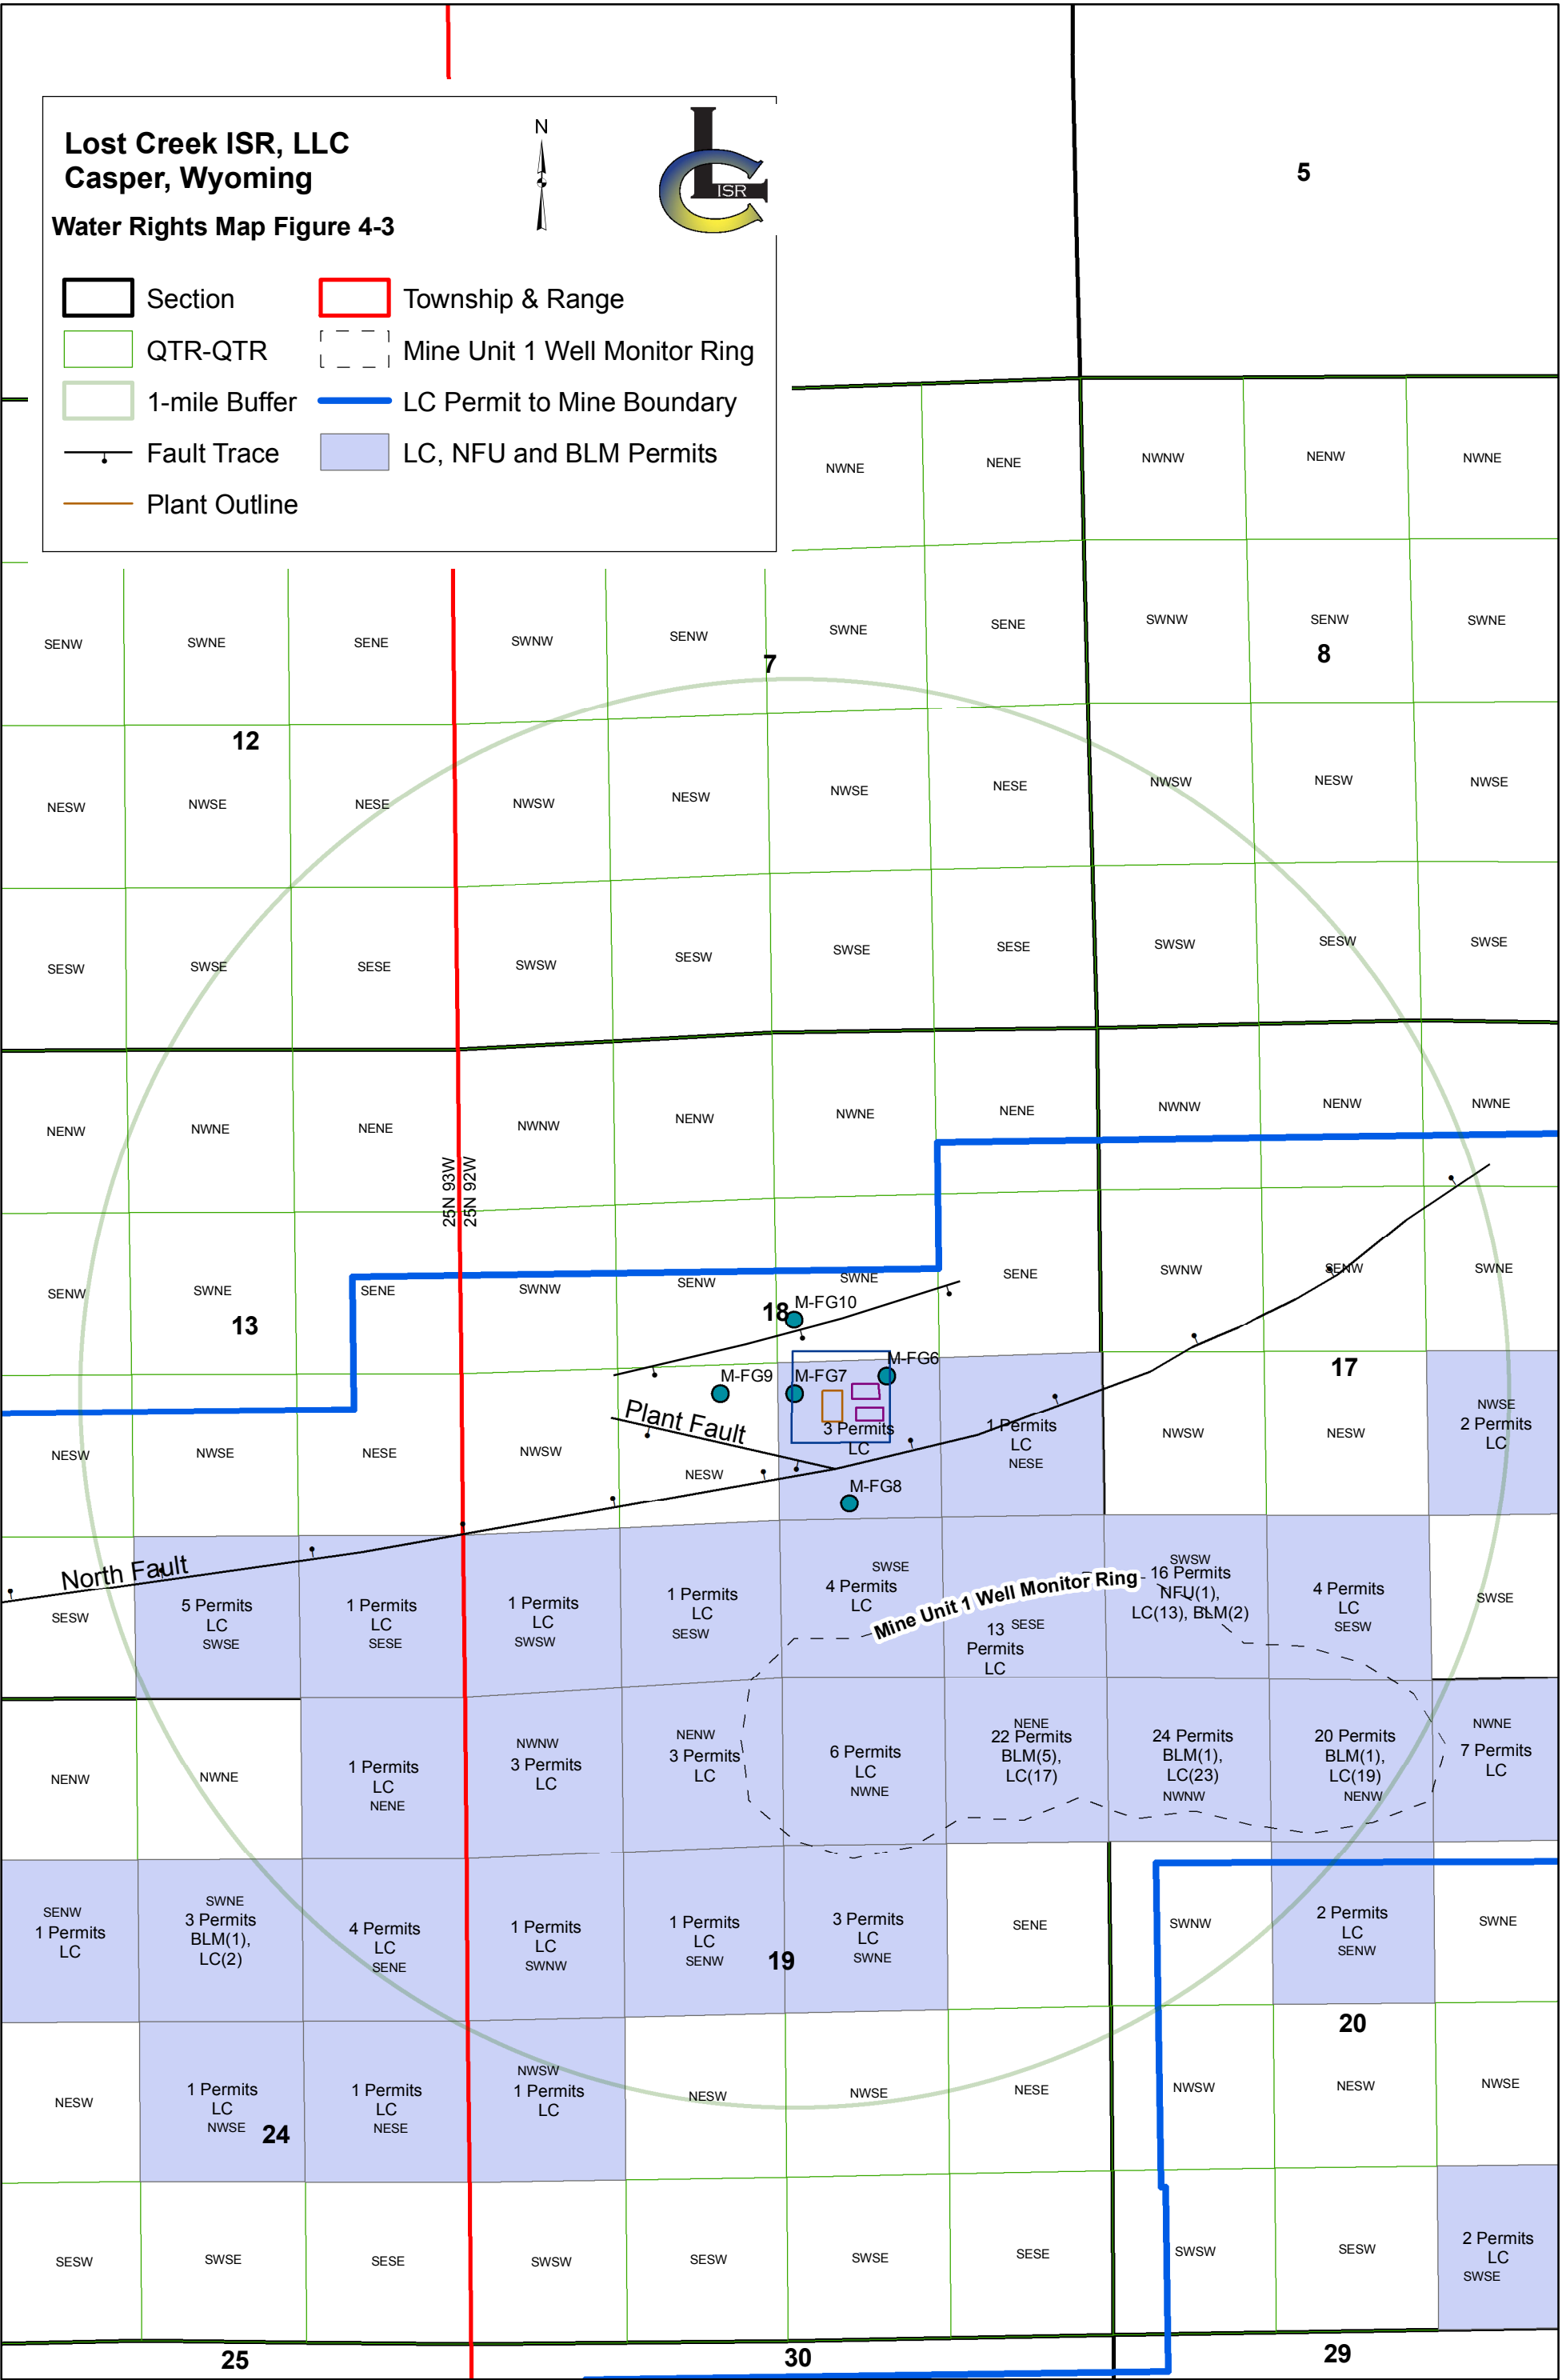 Lost Creek ISR, LLC
Casper, Wyoming
Water Rights Map Figure 4-3
N
LC
ISR
Section
Township & Range
QTR-QTR
Mine Unit 1 Well Monitor Ring
1-mile Buffer
LC Permit to Mine Boundary
Fault Trace
LC, NFU and BLM Permits
Plant Outline
5
NWNE
NENE
NWNW
NENW
NWNE
SENW
SWNE
SENE
SWNW
SENW
SWNE
SENE
SWNW
SENW
SWNE
7
8
12
NESW
NWSE
NESE
NWSW
NESW
NWSE
NESE
NWSW
NESW
NWSE
SESW
SWSE
SESE
SWSW
SESW
SWSE
SESE
SWSW
SESW
SWSE
NENW
NWNE
NENE
NWNW
NENW
NWNE
NENE
NWNW
NENW
NWNE
25N 93W
25N 92W
SENW
SWNE
SENE
SWNW
SENW
SWNE
SENE
SWNW
SENW
SWNE
13
18
M-FG10
17
M-FG9
M-FG7
M-FG6
Plant Fault
NESW
NWSE
NESE
NWSW
NESW
3 Permits
LC
1 Permits
LC
NESE
NWSW
NESW
NWSE
2 Permits
LC
M-FG8
North Fault
SESW
5 Permits
LC
SWSE
1 Permits
LC
SESE
1 Permits
LC
SWSW
1 Permits
LC
SESW
SWSE
4 Permits
LC
Mine Unit 1 Well Monitor Ring
SESE
13
Permits
LC
SWSW
16 Permits
NFU(1),
LC(13), BLM(2)
4 Permits
LC
SESW
SWSE
NENW
NWNE
1 Permits
LC
NENE
NWNW
3 Permits
LC
NENW
3 Permits
LC
6 Permits
LC
NWNE
NENE
22 Permits
BLM(5),
LC(17)
24 Permits
BLM(1),
LC(23)
NWNW
20 Permits
BLM(1),
LC(19)
NENW
NWNE
7 Permits
LC
SENW
1 Permits
LC
SWNE
3 Permits
BLM(1),
LC(2)
4 Permits
LC
SENE
1 Permits
LC
SWNW
1 Permits
LC
SENW
19
3 Permits
LC
SWNE
SENE
SWNW
2 Permits
LC
SENW
SWNE
20
NESW
1 Permits
LC
NWSE
24
1 Permits
LC
NESE
NWSW
1 Permits
LC
NESW
NWSE
NESE
NWSW
NESW
NWSE
SESW
SWSE
SESE
SWSW
SESW
SWSE
SESE
SWSW
SESW
2 Permits
LC
SWSE
25
30
29